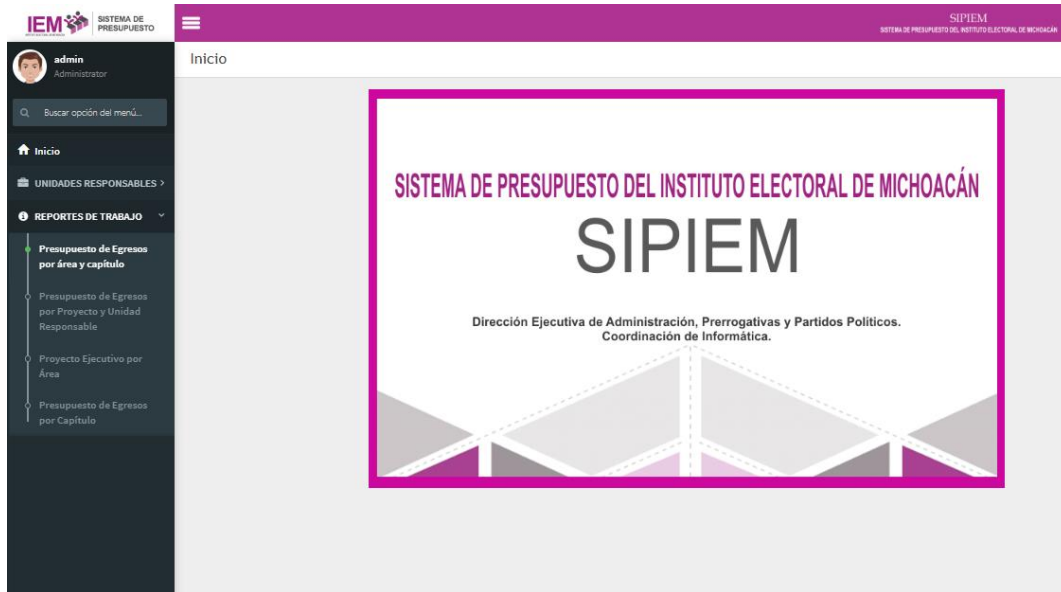 IEM
SISTEMA DE
PRESUPUESTO
SIPIEM
SISTEMA DE PRESUPUESTO DEL INSTITUTO ELECTORAL DE MICHOACÁN
admin
Administrator
Inicio
Buscar opción del menú...
Inicio
UNIDADES RESPONSABLES >
REPORTES DE TRABAJO
Presupuesto de Egresos
por área y capítulo
Presupuesto de Egresos
por Proyecto y Unidad
Responsable
Proyecto Ejecutivo por
Área
Presupuesto de Egresos
por Capítulo
SISTEMA DE PRESUPUESTO DEL INSTITUTO ELECTORAL DE MICHOACÁN
SIPIEM
Dirección Ejecutiva de Administración, Prerrogativas y Partidos Políticos.
Coordinación de Informática.